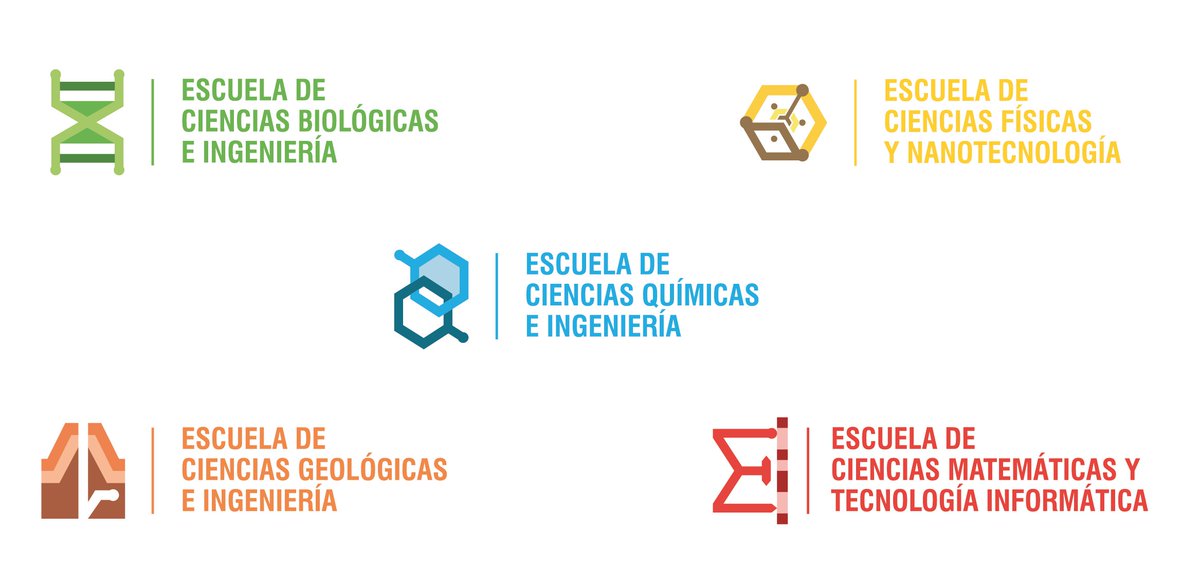 ESCUELA DE
CIENCIAS BIOLÓGICAS
E INGENIERÍA
ESCUELA DE
CIENCIAS FÍSICAS
Y NANOTECNOLOGÍA
ESCUELA DE
CIENCIAS QUÍMICAS
E INGENIERÍA
ESCUELA DE
CIENCIAS GEOLÓGICAS
E INGENIERÍA
ESCUELA DE
CIENCIAS MATEMÁTICAS Y
TECNOLOGÍA INFORMÁTICA